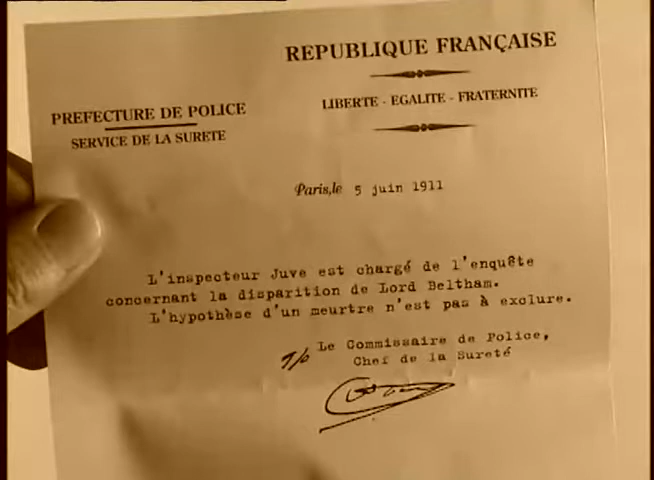 REPUBLIQUE FRANÇAISE
LIBERTE - EGALITE - FRATERNITE
PREFECTURE DE POLICE
SERVICE DE LA SURETE
Paris,le 5 juin 1911
L'inspecteur Juve est chargé de l'enquête
concernant la disparition de Lord Beltham.
L'hypothèse d'un meurtre n'est pas à exclure.
Le Commissaire de Police,
Chef de la Sureté